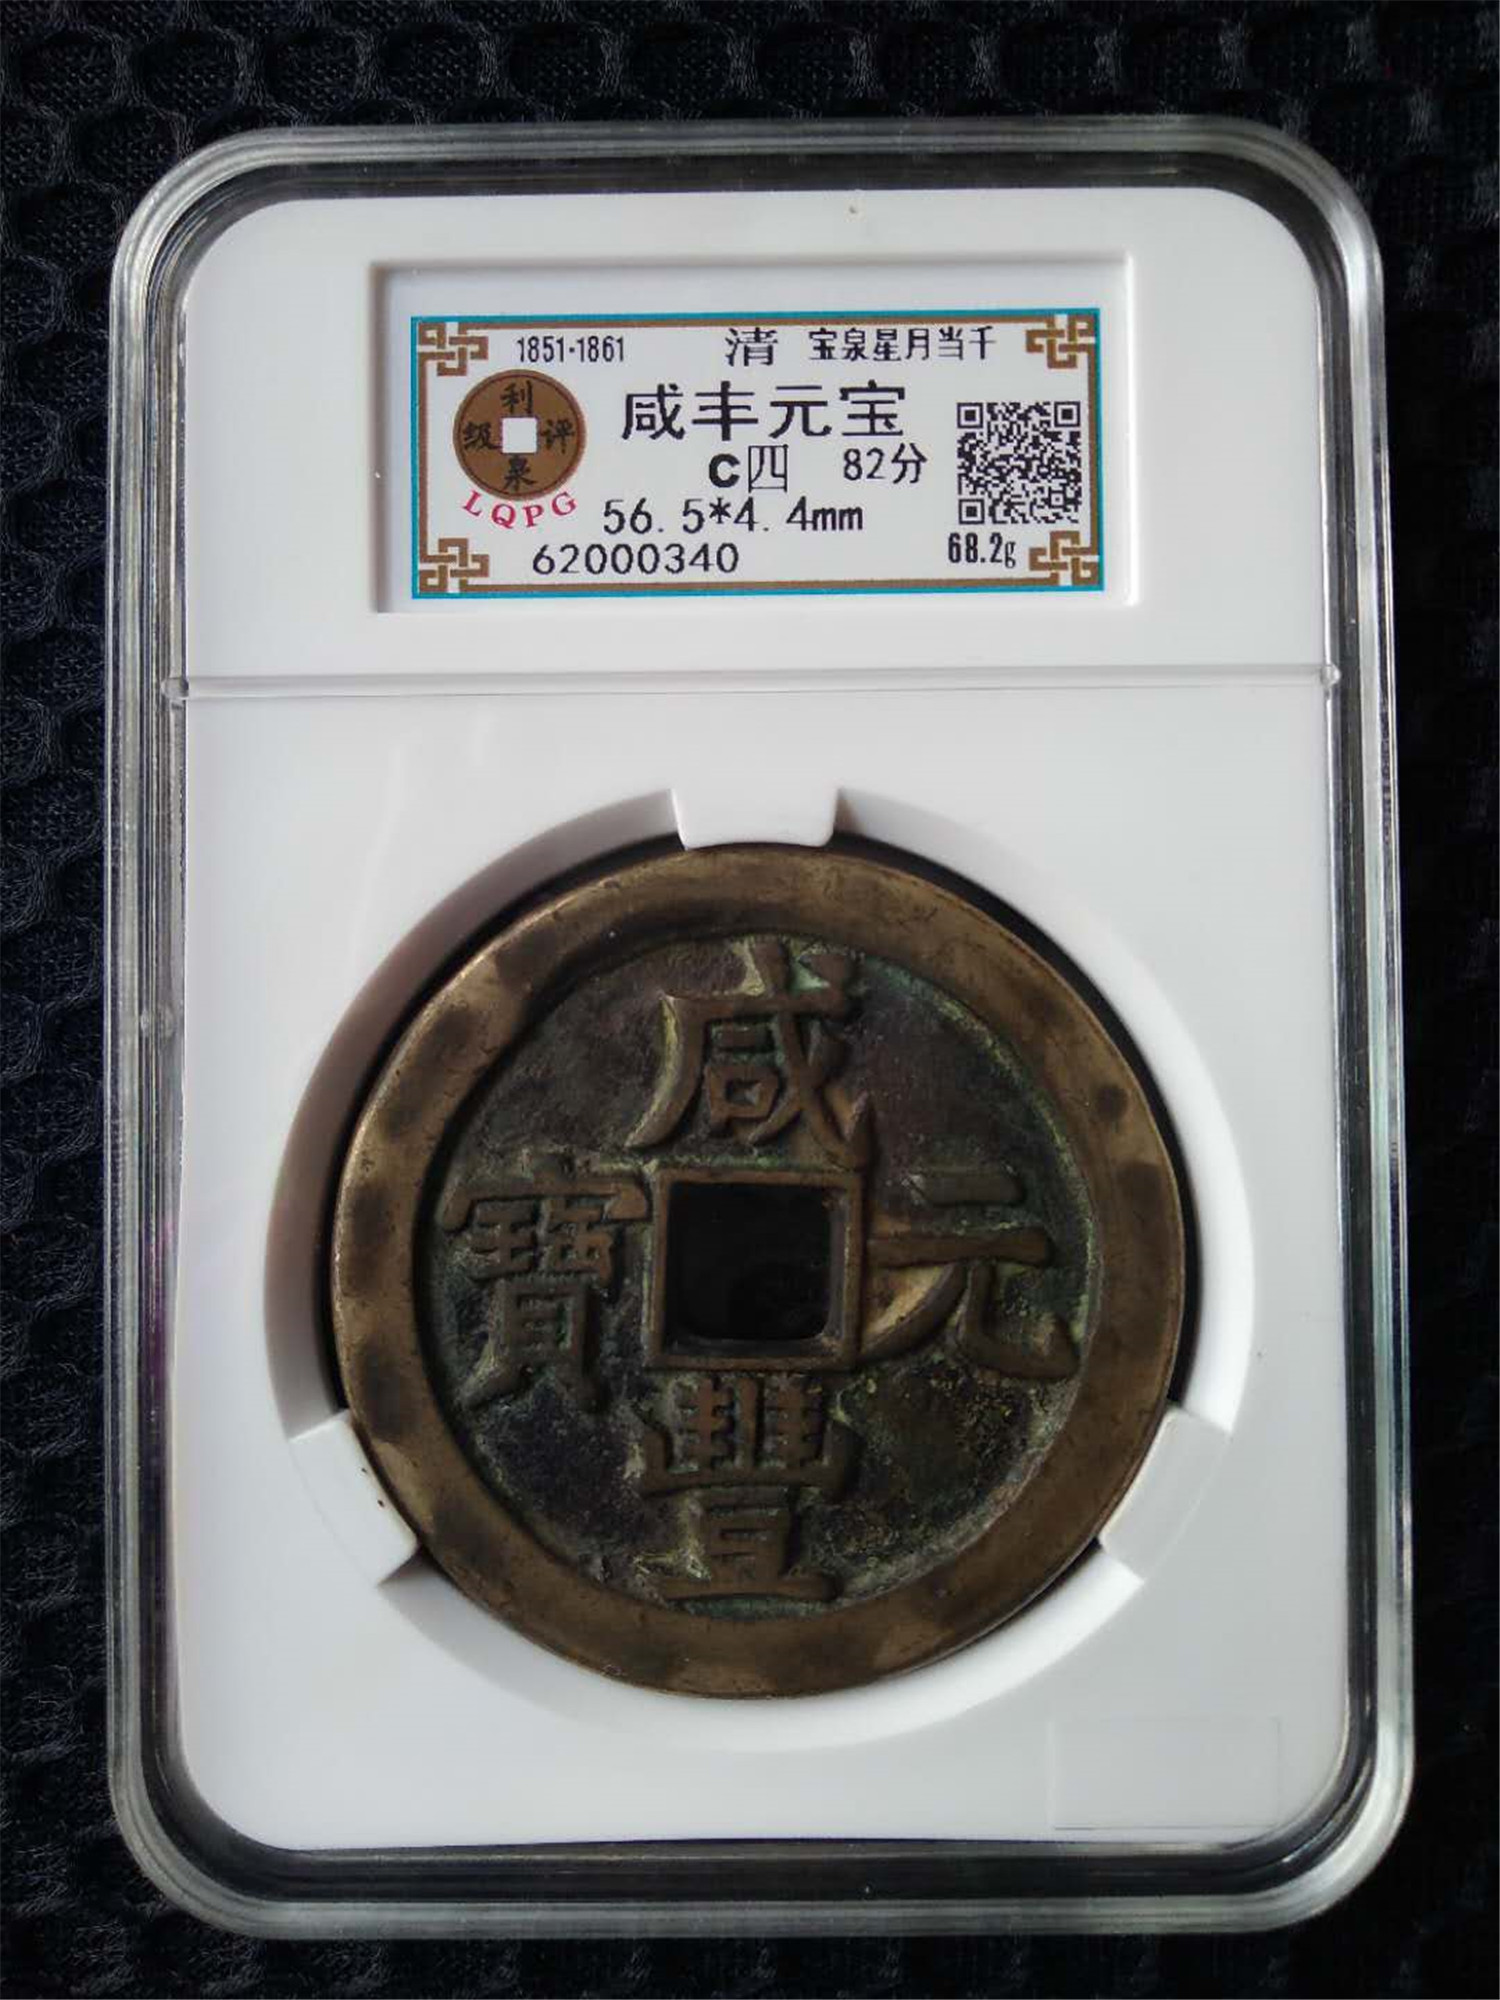 1851-1861 清 宝泉星月当千
利泉评级
LQPG
咸丰元宝
C四 82分
56.5*4.4mm
62000340 68.2g
咸
寶 元
豐